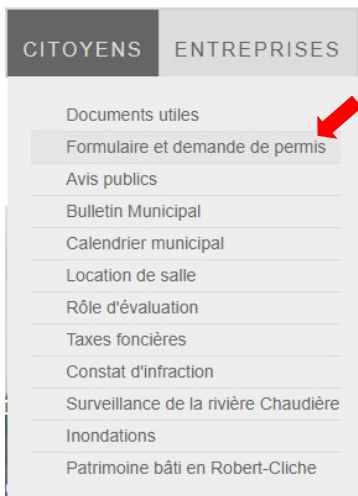 CITOYENS ENTREPRISES
Documents utiles
Formulaire et demande de permis
Avis publics
Bulletin Municipal
Calendrier municipal
Location de salle
Rôle d'évaluation
Taxes foncières
Constat d'infraction
Surveillance de la rivière Chaudière
Inondations
Patrimoine bâti en Robert-Cliche